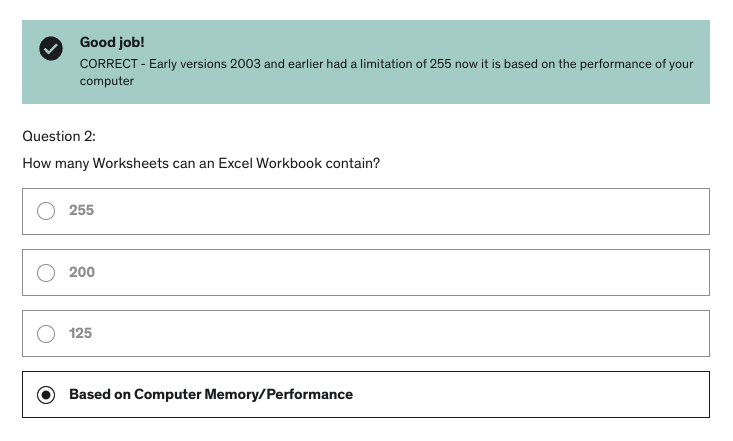 Good job!
CORRECT - Early versions 2003 and earlier had a limitation of 255 now it is based on the performance of your
computer
Question 2:
How many Worksheets can an Excel Workbook contain?
255
200
125
Based on Computer Memory/Performance